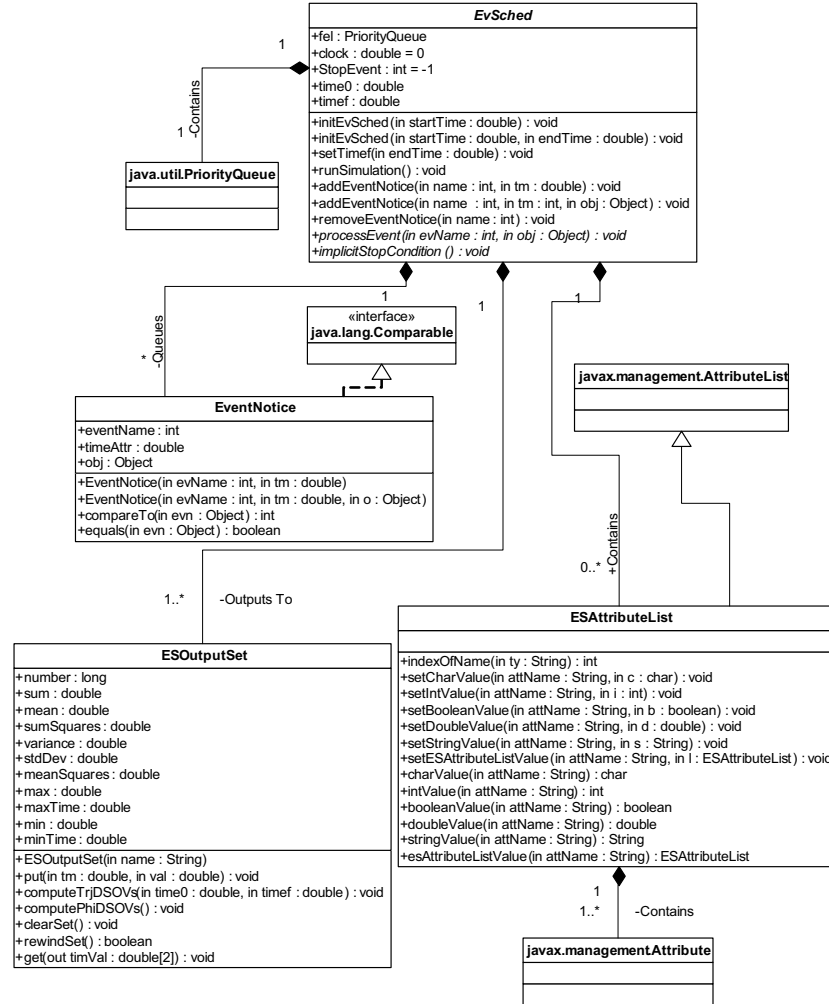 EvSched
+fel : PriorityQueue
+clock : double = 0
+StopEvent : int = -1
+time0 : double
+timef : double
+initEvSched(in startTime : double) : void
+initEvSched(in startTime : double, in endTime : double) : void
+setTimef(in endTime : double) : void
+runSimulation() : void
+addEventNotice(in name : int, in tm : double) : void
+addEventNotice(in name : int, in tm : int, in obj : Object) : void
+removeEventNotice(in name : int) : void
+processEvent(in evName : int, in obj : Object) : void
+implicitStopCondition () : void
1
-Contains
1
java.util.PriorityQueue
1
1
1
-Queues
*
«interface»
java.lang.Comparable
javax.management.AttributeList
EventNotice
+eventName : int
+timeAttr : double
+obj : Object
+EventNotice(in evName : int, in tm : double)
+EventNotice(in evName : int, in tm : double, in o : Object)
+compareTo(in evn : Object) : int
+equals(in evn : Object) : boolean
+Contains
0..*
1..*
-Outputs To
ESOutputSet
+number : long
+sum : double
+mean : double
+sumSquares : double
+variance : double
+stdDev : double
+meanSquares : double
+max : double
+maxTime : double
+min : double
+minTime : double
+ESOutputSet(in name : String)
+put(in tm : double, in val : double) : void
+computeTrjDSOVs(in time0 : double, in timef : double) : void
+computePhiDSOVs() : void
+clearSet() : void
+rewindSet() : boolean
+get(out timVal : double[2]) : void
ESAttributeList
+indexOfName(in ty : String) : int
+setCharValue(in attName : String, in c : char) : void
+setIntValue(in attName : String, in i : int) : void
+setBooleanValue(in attName : String, in b : boolean) : void
+setDoubleValue(in attName : String, in d : double) : void
+setStringValue(in attName : String, in s : String) : void
+setESAttributeListValue(in attName : String, in l : ESAttributeList) : void
+charValue(in attName : String) : char
+intValue(in attName : String) : int
+booleanValue(in attName : String) : boolean
+doubleValue(in attName : String) : double
+stringValue(in attName : String) : String
+esAttributeListValue(in attName : String) : ESAttributeList
1
1..*
-Contains
javax.management.Attribute